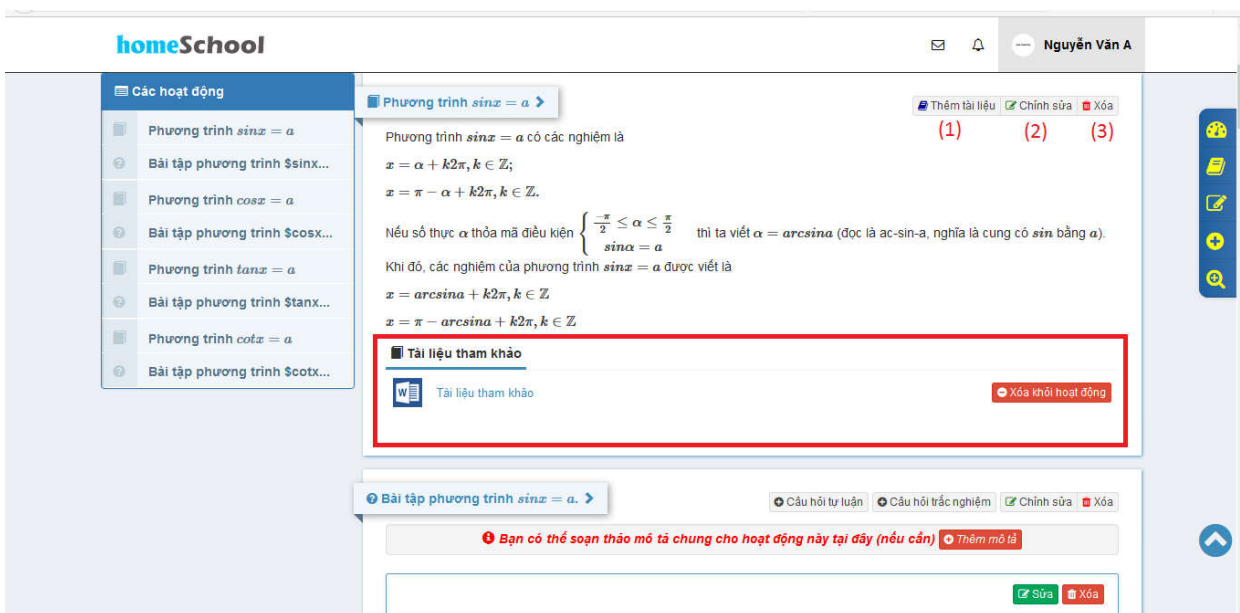 homeSchool
Nguyễn Văn A
Các hoạt động
Phương trình sinx = a
Bài tập phương trình $sinx...
Phương trình cosx = a
Bài tập phương trình $cosx...
Phương trình tanx = a
Bài tập phương trình $tanx...
Phương trình cotx = a
Bài tập phương trình $cotx...
Phương trình sinx = a
Thêm tài liệu Chỉnh sửa Xóa
(1) (2) (3)
Phương trình sinx = a có các nghiệm là
x = α + k2π, k ∈ ℤ;
x = π − α + k2π, k ∈ ℤ.
Nếu số thực α thỏa mã điều kiện { −π/2 ≤ α ≤ π/2 thì ta viết α = arcsina (đọc là ac-sin-a, nghĩa là cung có sin bằng a).
sinα = a
Khi đó, các nghiệm của phương trình sinx = a được viết là
x = arcsina + k2π, k ∈ ℤ
x = π − arcsina + k2π, k ∈ ℤ
Tài liệu tham khảo
Tài liệu tham khảo
Xóa khỏi hoạt động
Bài tập phương trình sinx = a.
Câu hỏi tự luận Câu hỏi trắc nghiệm Chỉnh sửa Xóa
Bạn có thể soạn thảo mô tả chung cho hoạt động này tại đây (nếu cần) Thêm mô tả
Sửa Xóa